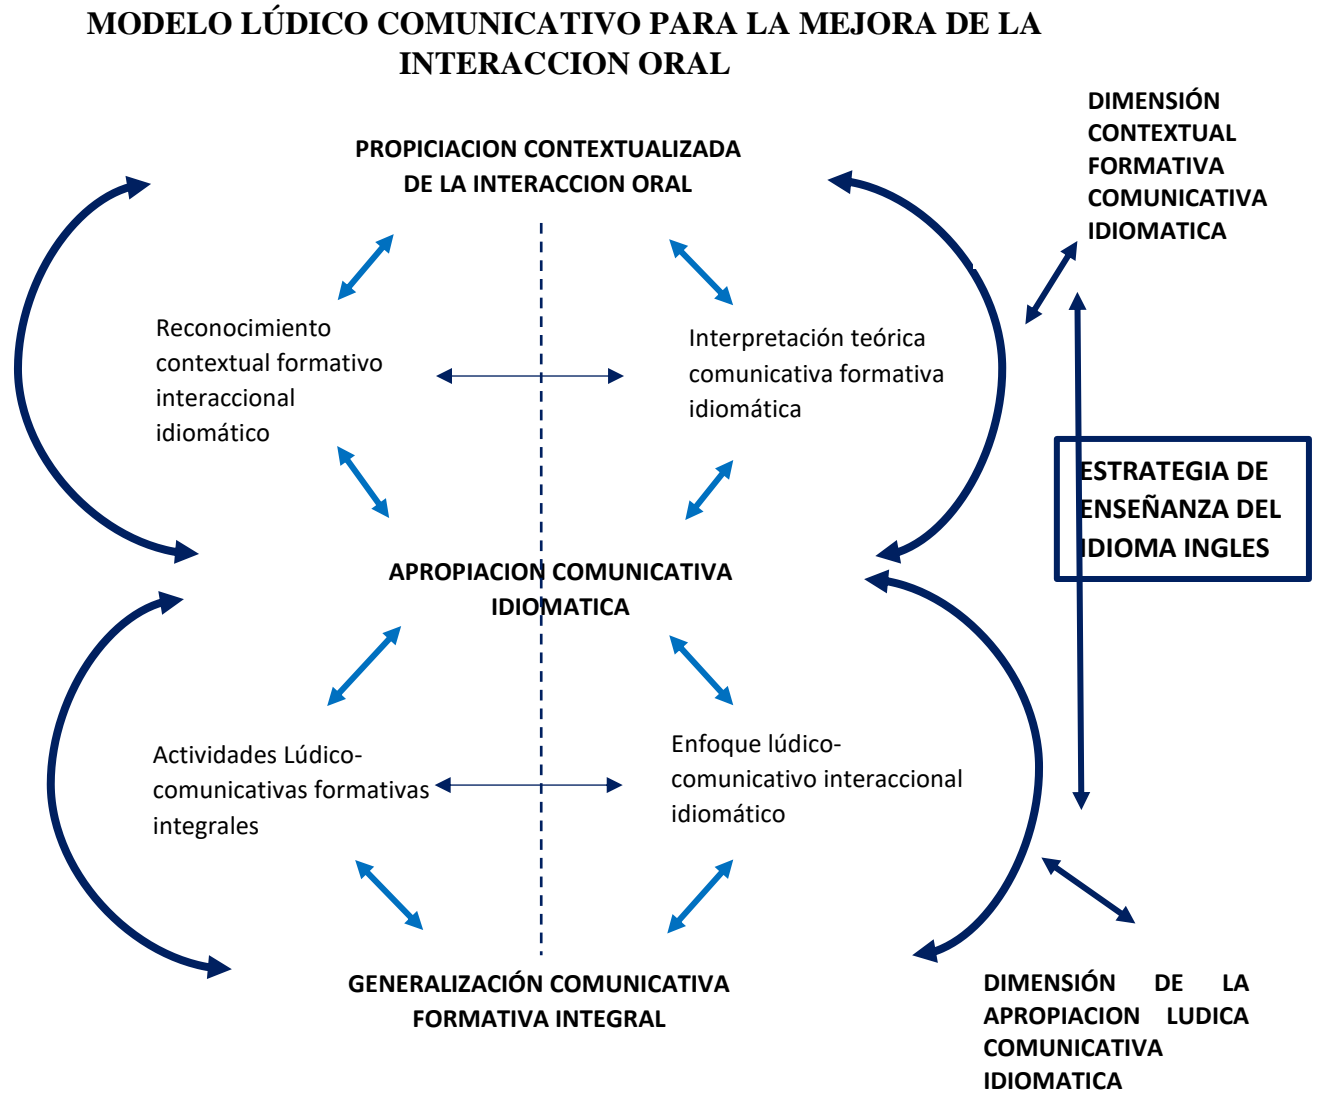 MODELO LÚDICO COMUNICATIVO PARA LA MEJORA DE LA
INTERACCION ORAL
DIMENSIÓN
CONTEXTUAL
FORMATIVA
COMUNICATIVA
IDIOMATICA
PROPICIACION CONTEXTUALIZADA
DE LA INTERACCION ORAL
Reconocimiento
contextual formativo
interaccional
idiomático
Interpretación teórica
comunicativa formativa
idiomática
ESTRATEGIA DE
ENSEÑANZA DEL
IDIOMA INGLES
APROPIACION COMUNICATIVA
IDIOMATICA
Actividades Lúdico-
comunicativas formativas
integrales
Enfoque lúdico-
comunicativo interaccional
idiomático
GENERALIZACIÓN COMUNICATIVA
FORMATIVA INTEGRAL
DIMENSIÓN DE LA
APROPIACION LUDICA
COMUNICATIVA
IDIOMATICA